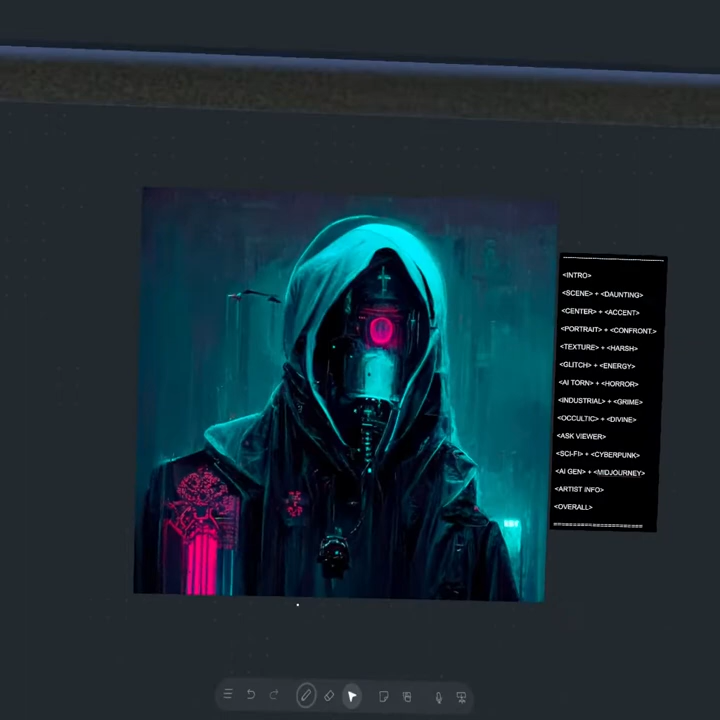 <INTRO>
<SCENE> + <DAUNTING>
<CENTER> + <ACCENT>
<PORTRAIT> + <CONFRONT.>
<TEXTURE> + <HARSH>
<GLITCH> + <ENERGY>
<AI TORN> + <HORROR>
<INDUSTRIAL> + <GRIME>
<OCCULTIC> + <DIVINE>
<ASK VIEWER>
<SCI-FI> + <CYBERPUNK>
<AI GEN> + <MIDJOURNEY>
<ARTIST INFO>
<OVERALL>